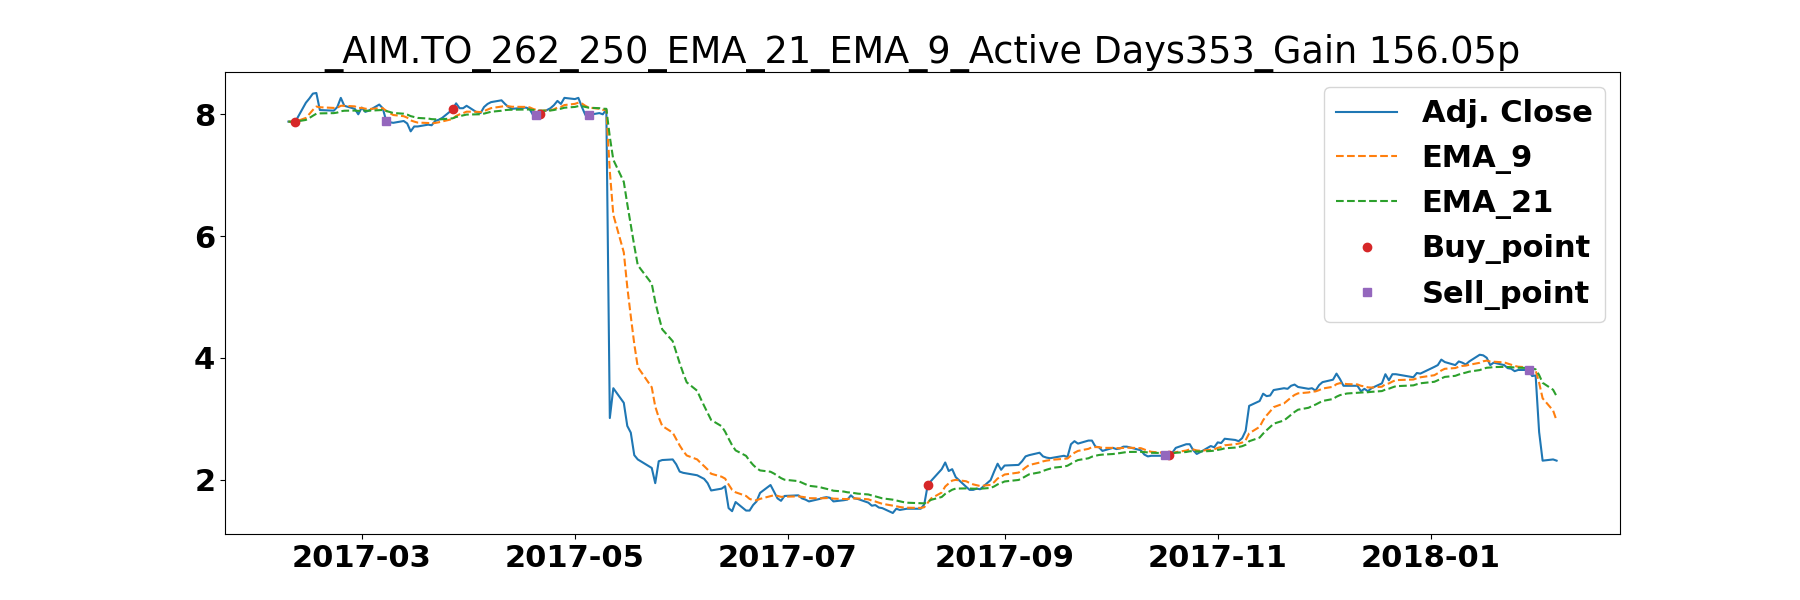 _AIM.TO_262_250_EMA_21_EMA_9_Active Days353_Gain 156.05p
8
6
4
2
2017-03 2017-05 2017-07 2017-09 2017-11 2018-01
Adj. Close
EMA_9
EMA_21
Buy_point
Sell_point